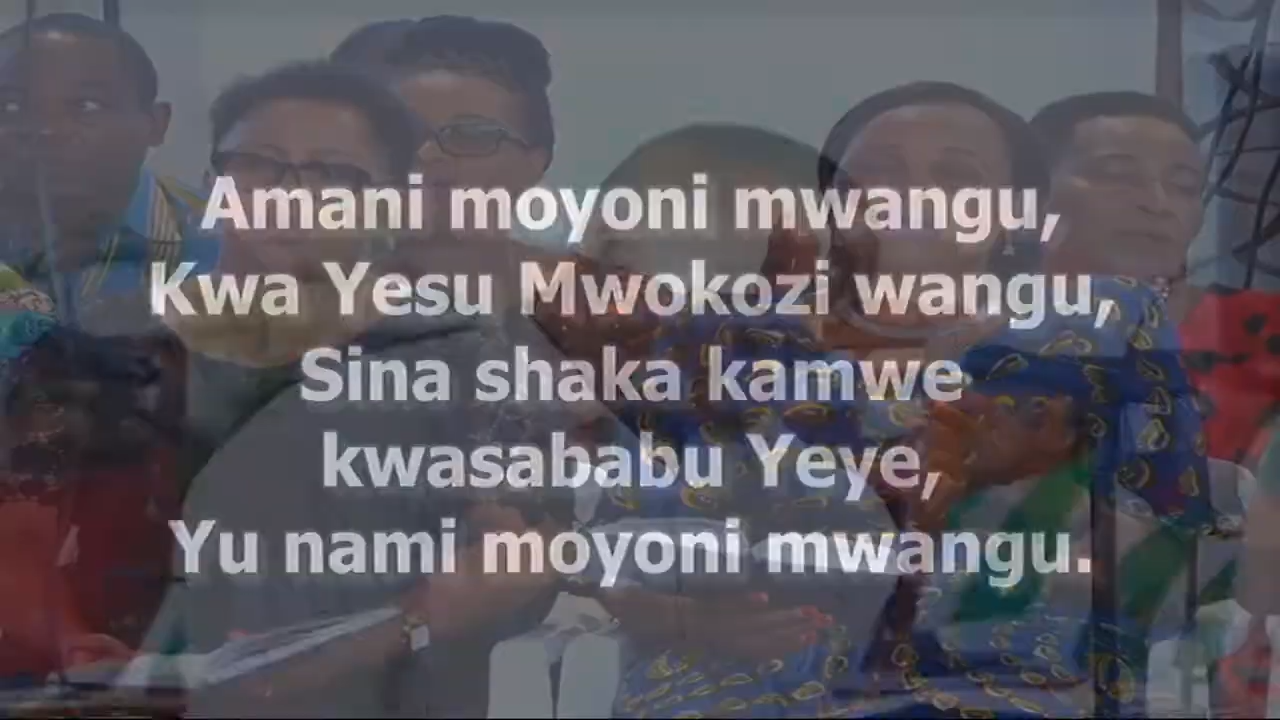 Amani moyoni mwangu,
Kwa Yesu Mwokozi wangu,
Sina shaka kamwe
kwasababu Yeye,
Yu nami moyoni mwangu.